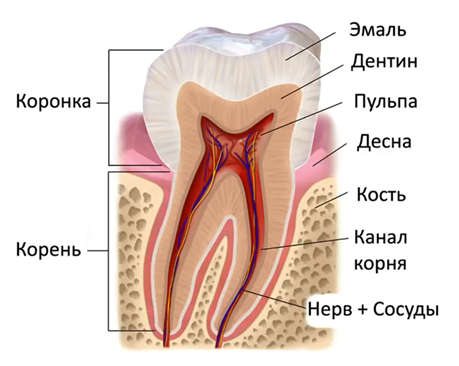 Эмаль
Дентин
Коронка
Пульпа
Десна
Кость
Корень
Канал
корня
Нерв + Сосуды